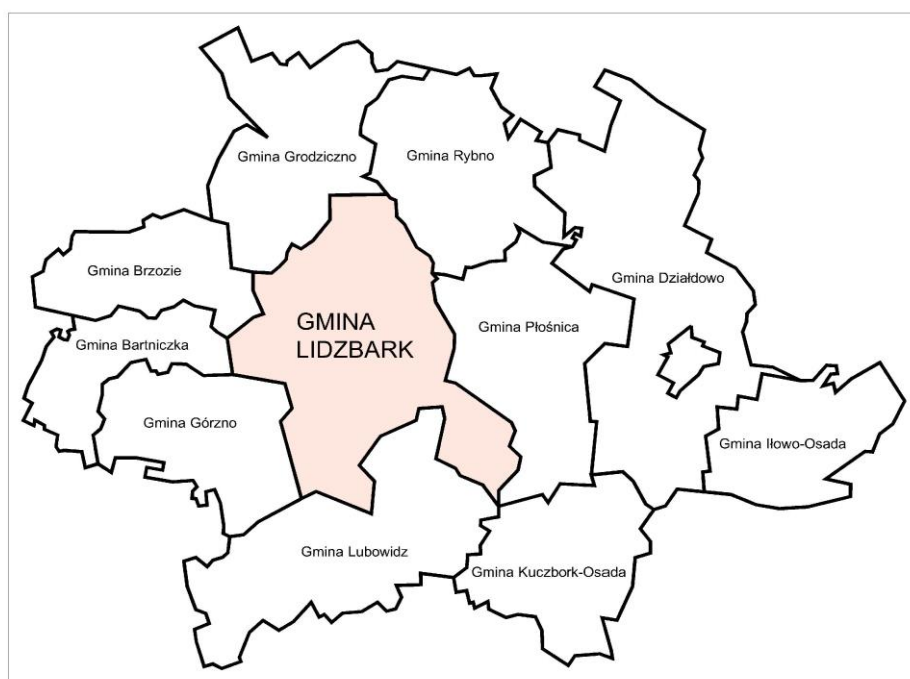 Gmina Grodziczno
Gmina Rybno
Gmina Brzozie
Gmina Działdowo
GMINA
LIDZBARK
Gmina Płośnica
Gmina Bartniczka
Gmina Górzno
Gmina Iłowo-Osada
Gmina Lubowidz
Gmina Kuczbork-Osada